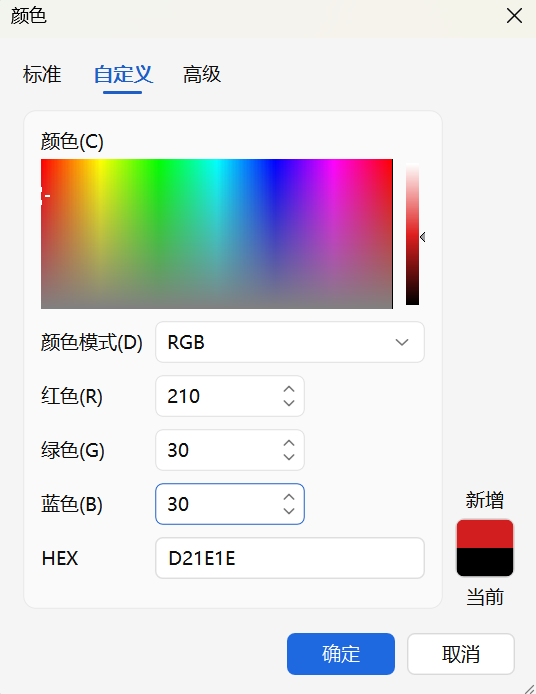 颜色
标准 自定义 高级
颜色(C)
颜色模式(D) RGB
红色(R) 210
绿色(G) 30
蓝色(B) 30
HEX D21E1E
新增
当前
确定 取消